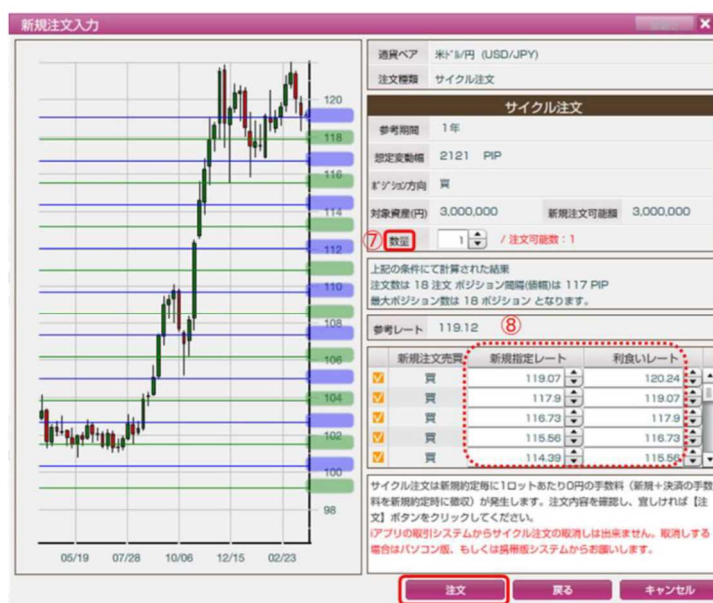 新規注文入力
通貨ペア 米ドル/円 (USD/JPY)
注文種類 サイクル注文
サイクル注文
参考期間 1年
想定変動幅 2121 PIP
ポジション方向 買
対象資産(円) 3,000,000 新規注文可能額 3,000,000
⑦ 数量 1 / 注文可能数:1
上記の条件にて計算された結果
注文数は 18 注文 ポジション間隔(値幅)は 117 PIP
最大ポジション数は 18 ポジション となります。
参考レート 119.12 ⑧
新規注文売買 新規指定レート 利食いレート
買 119.07 120.24
買 117.9 119.07
買 116.73 117.9
買 115.56 116.73
買 114.39 115.56
サイクル注文は新規約定毎に1ロットあたり0円の手数料(新規+決済の手数
料を新規約定時に徴収)が発生します。注文内容を確認し、宜しければ【注
文】ボタンをクリックしてください。
iアプリの取引システムからサイクル注文の取消しは出来ません。取消しする
場合はパソコン版、もしくは携帯版システムからお願いします。
注文 戻る キャンセル
120
118
116
114
112
110
108
106
104
102
100
98
05/19 07/28 10/06 12/15 02/23